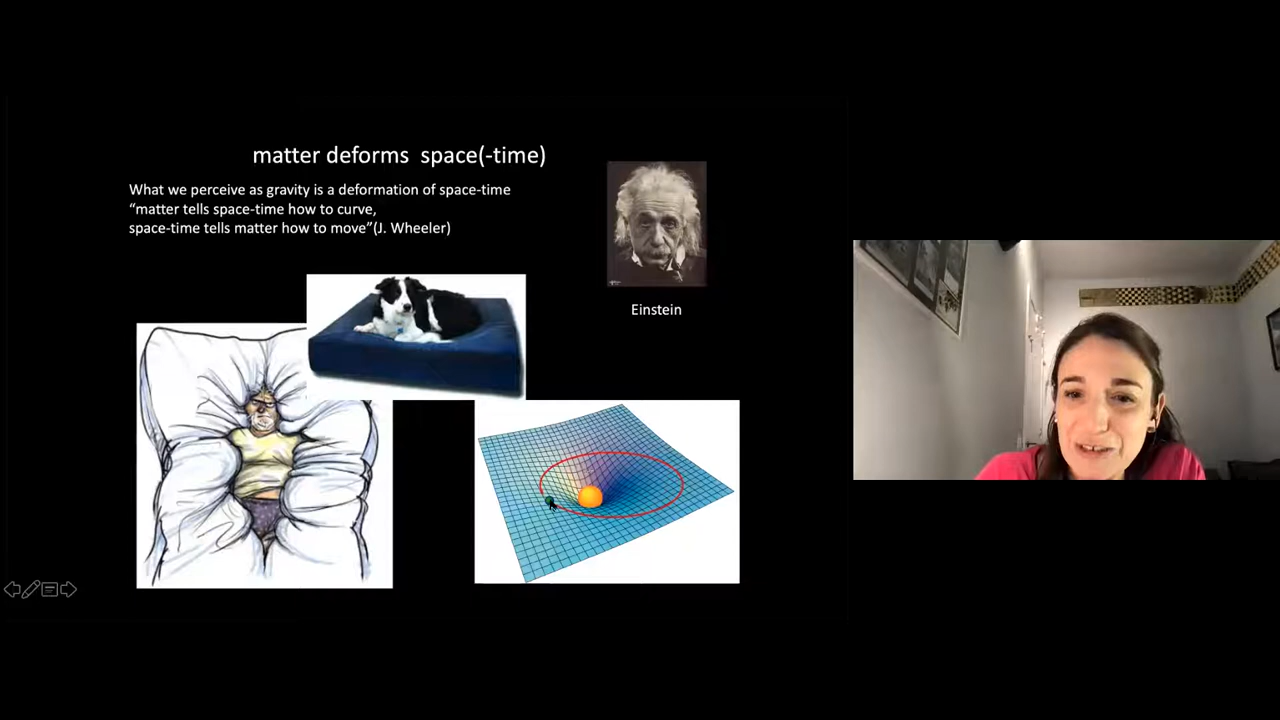 matter deforms  space(-time)
What we perceive as gravity is a deformation of space-time
“matter tells space-time how to curve,
space-time tells matter how to move”(J. Wheeler)
Einstein